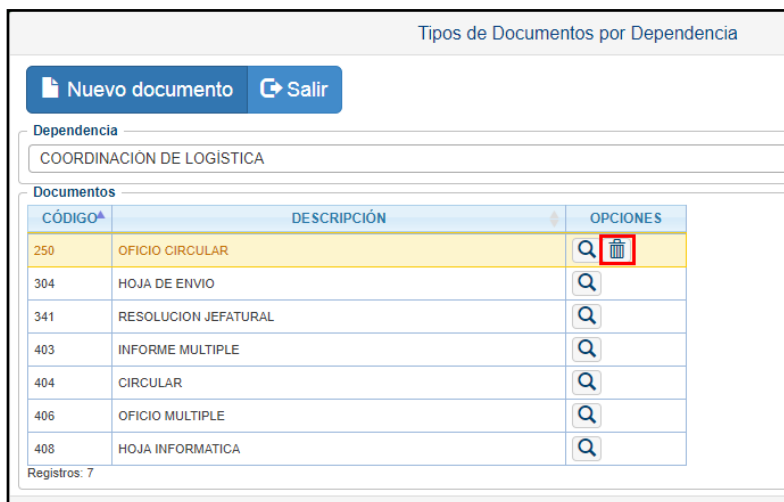 Tipos de Documentos por Dependencia
Nuevo documento Salir
Dependencia
COORDINACIÓN DE LOGÍSTICA
Documentos
CÓDIGO DESCRIPCIÓN OPCIONES
250 OFICIO CIRCULAR
304 HOJA DE ENVIO
341 RESOLUCION JEFATURAL
403 INFORME MULTIPLE
404 CIRCULAR
406 OFICIO MULTIPLE
408 HOJA INFORMATICA
Registros: 7